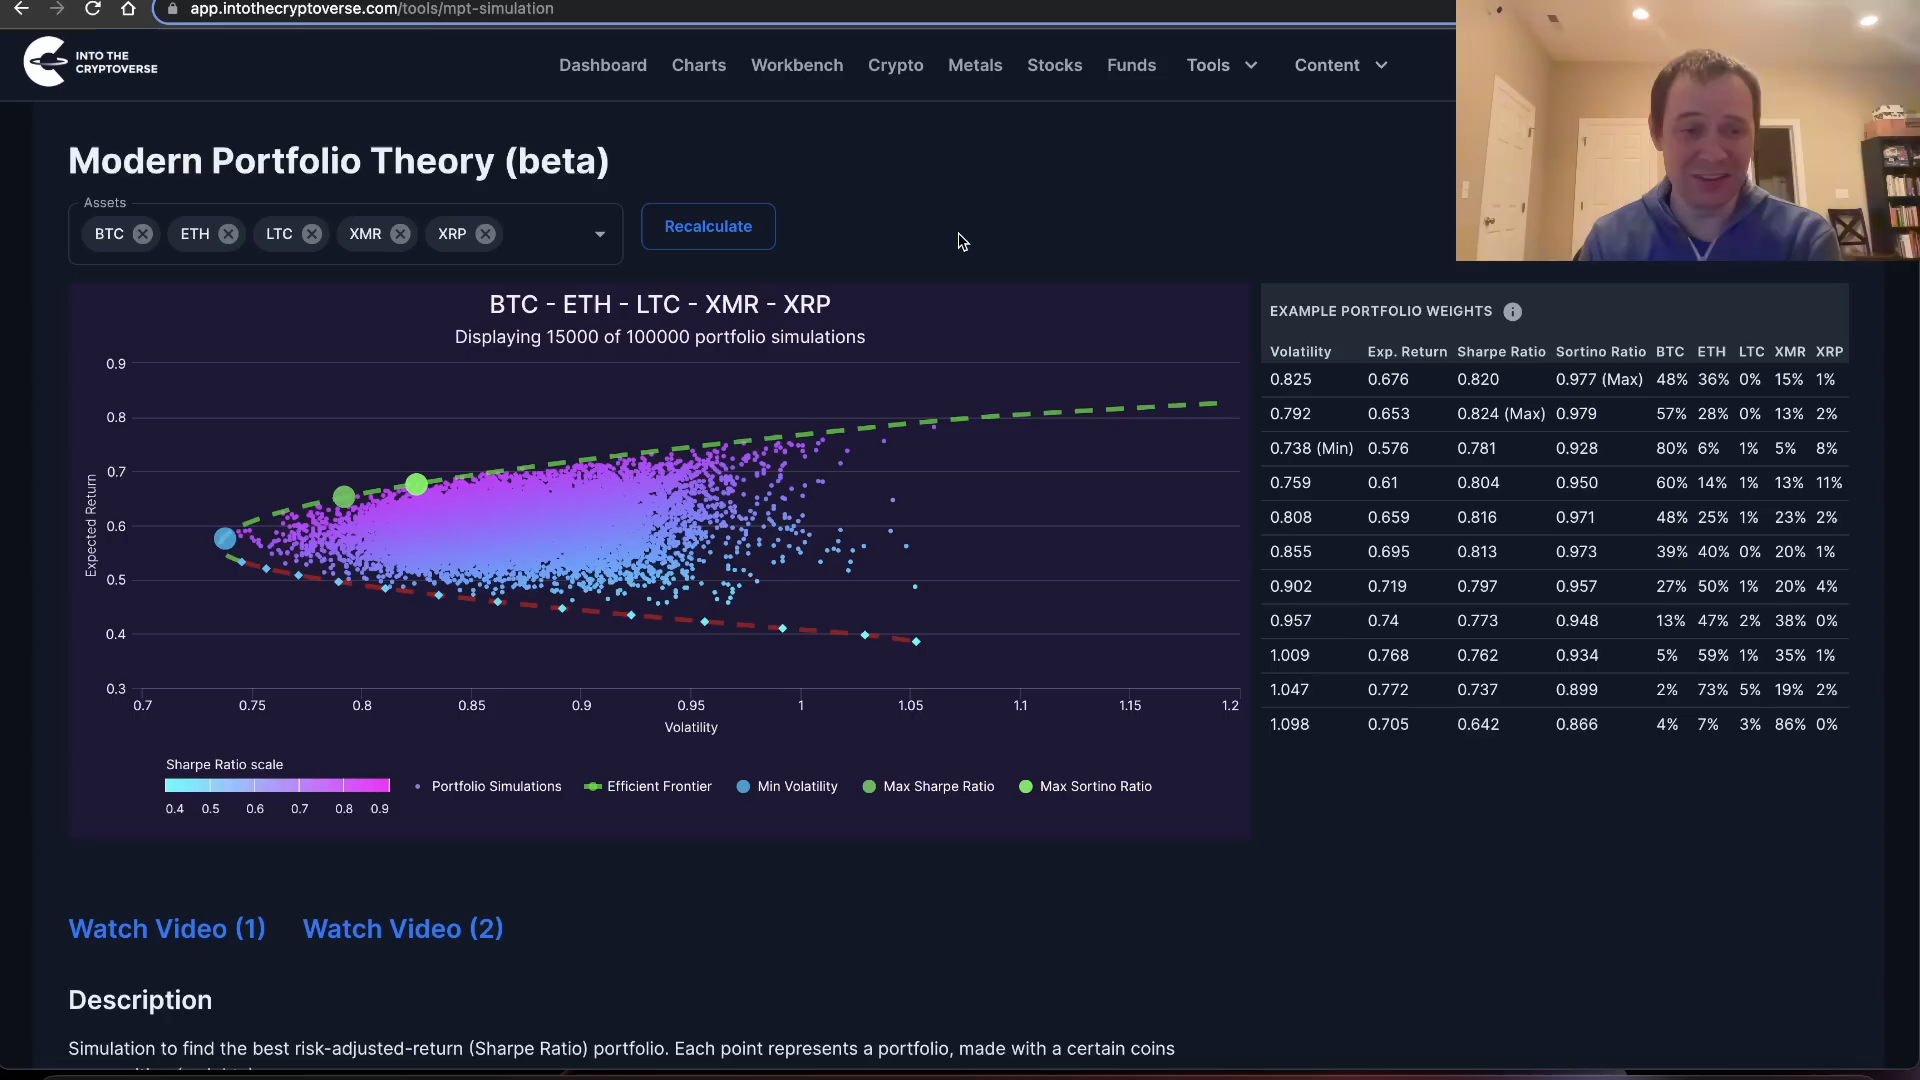 app.intothecryptoverse.com/tools/mpt-simulation
INTO THE
CRYPTOVERSE
Dashboard Charts Workbench Crypto Metals Stocks Funds Tools Content
Modern Portfolio Theory (beta)
Assets
BTC ETH LTC XMR XRP
Recalculate
BTC - ETH - LTC - XMR - XRP
Displaying 15000 of 100000 portfolio simulations
0.9
0.8
0.7
0.6
0.5
0.4
0.3
Expected Return
0.7 0.75 0.8 0.85 0.9 0.95 1 1.05 1.1 1.15 1.2
Volatility
Sharpe Ratio scale
0.4 0.5 0.6 0.7 0.8 0.9
Portfolio Simulations Efficient Frontier Min Volatility Max Sharpe Ratio Max Sortino Ratio
EXAMPLE PORTFOLIO WEIGHTS
Volatility Exp. Return Sharpe Ratio Sortino Ratio BTC ETH LTC XMR XRP
0.825 0.676 0.820 0.977 (Max) 48% 36% 0% 15% 1%
0.792 0.653 0.824 (Max) 0.979 57% 28% 0% 13% 2%
0.738 (Min) 0.576 0.781 0.928 80% 6% 1% 5% 8%
0.759 0.61 0.804 0.950 60% 14% 1% 13% 11%
0.808 0.659 0.816 0.971 48% 25% 1% 23% 2%
0.855 0.695 0.813 0.973 39% 40% 0% 20% 1%
0.902 0.719 0.797 0.957 27% 50% 1% 20% 4%
0.957 0.74 0.773 0.948 13% 47% 2% 38% 0%
1.009 0.768 0.762 0.934 5% 59% 1% 35% 1%
1.047 0.772 0.737 0.899 2% 73% 5% 19% 2%
1.098 0.705 0.642 0.866 4% 7% 3% 86% 0%
Watch Video (1) Watch Video (2)
Description
Simulation to find the best risk-adjusted-return (Sharpe Ratio) portfolio. Each point represents a portfolio, made with a certain coins